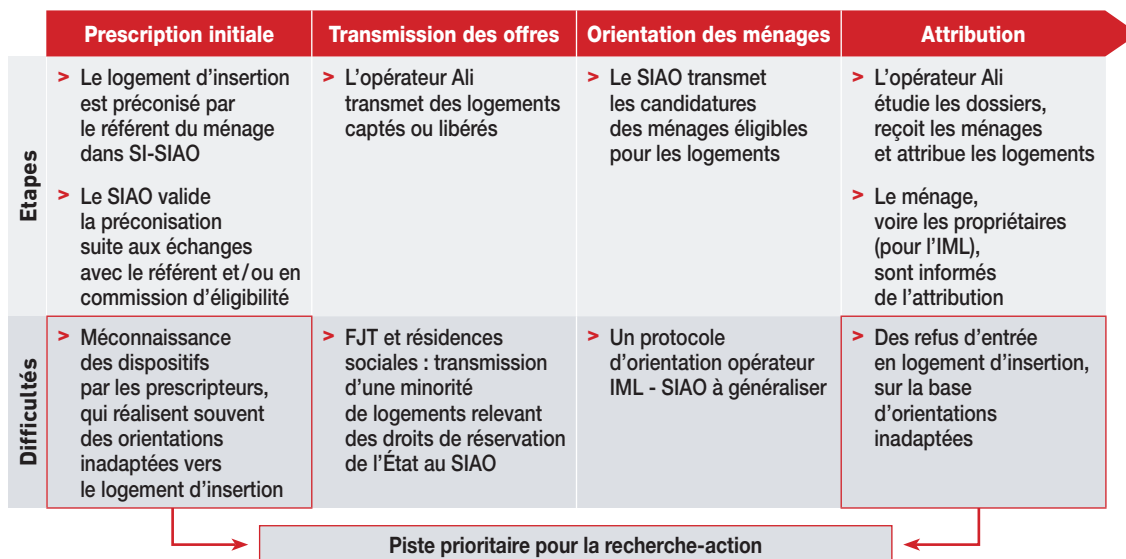 Prescription initiale
Transmission des offres
Orientation des ménages
Attribution
Etapes
> Le logement d'insertion
est préconisé par
le référent du ménage
dans SI-SIAO
> Le SIAO valide
la préconisation
suite aux échanges
avec le référent et/ou en
commission d'éligibilité
> L'opérateur Ali
transmet des logements
captés ou libérés
> Le SIAO transmet
les candidatures
des ménages éligibles
pour les logements
> L'opérateur Ali
étudie les dossiers,
reçoit les ménages
et attribue les logements
> Le ménage,
voire les propriétaires
(pour l'IML),
sont informés
de l'attribution
Difficultés
> Méconnaissance
des dispositifs
par les prescripteurs,
qui réalisent souvent
des orientations
inadaptées vers
le logement d'insertion
> FJT et résidences
sociales : transmission
d'une minorité
de logements relevant
des droits de réservation
de l'État au SIAO
> Un protocole
d'orientation opérateur
IML - SIAO à généraliser
> Des refus d'entrée
en logement d'insertion,
sur la base
d'orientations
inadaptées
Piste prioritaire pour la recherche-action